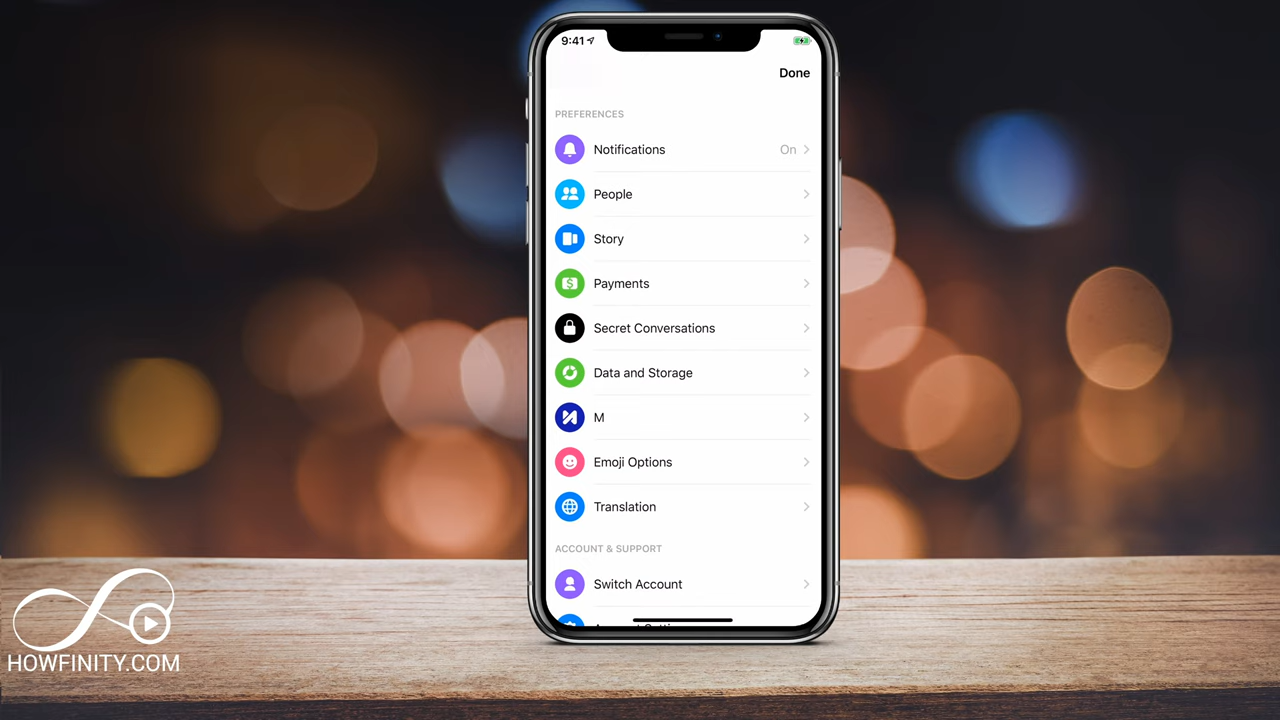 9:41
Done
PREFERENCES
Notifications On
People
Story
Payments
Secret Conversations
Data and Storage
M
Emoji Options
Translation
ACCOUNT & SUPPORT
Switch Account
HOWFINITY.COM